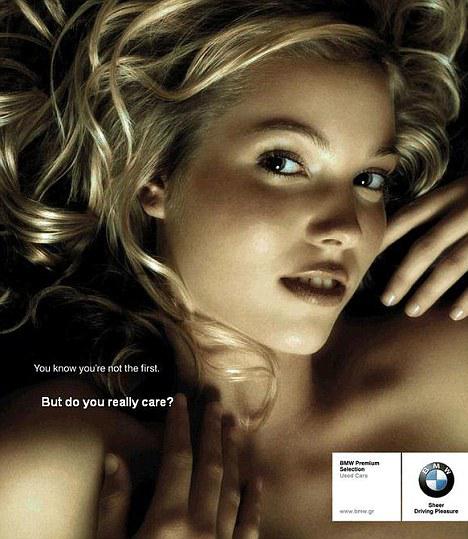 You know you're not the first.
But do you really care?
BMW Premium
Selection
Used Cars
www.bmw.gr
BMW
Sheer
Driving Pleasure